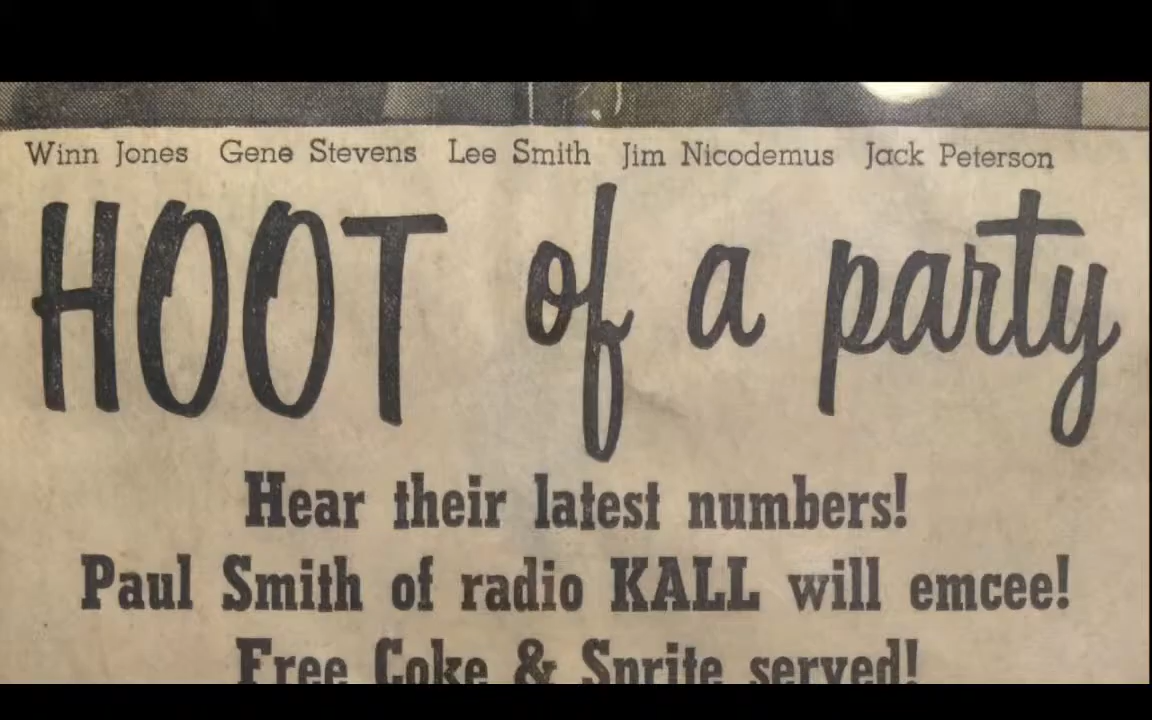 Winn Jones Gene Stevens Lee Smith Jim Nicodemus Jack Peterson
HOOT of a party
Hear their latest numbers!
Paul Smith of radio KALL will emcee!
Free Coke & Sprite served!